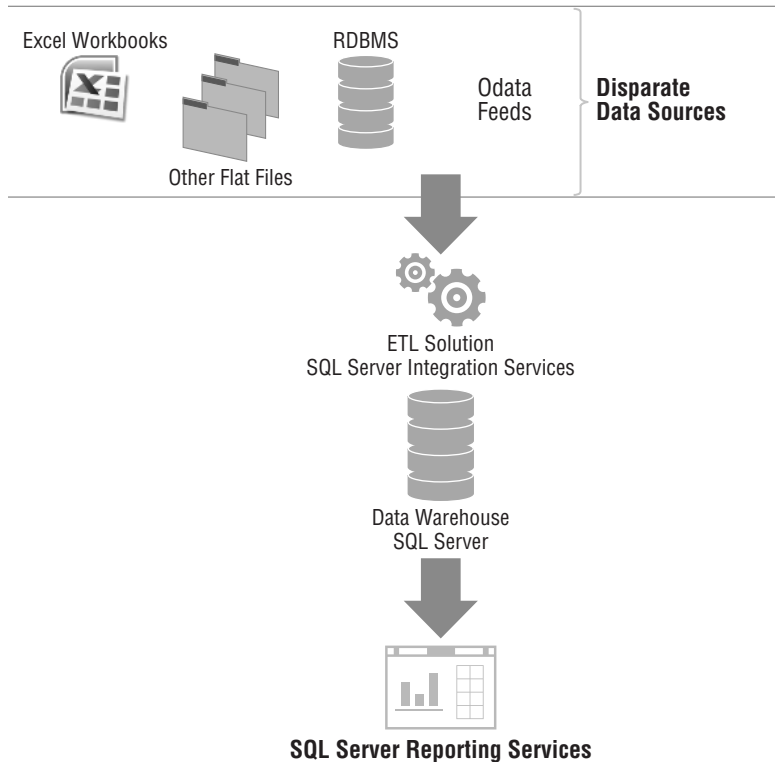 Excel Workbooks
RDBMS
Odata
Feeds
Disparate
Data Sources
Other Flat Files
ETL Solution
SQL Server Integration Services
Data Warehouse
SQL Server
SQL Server Reporting Services